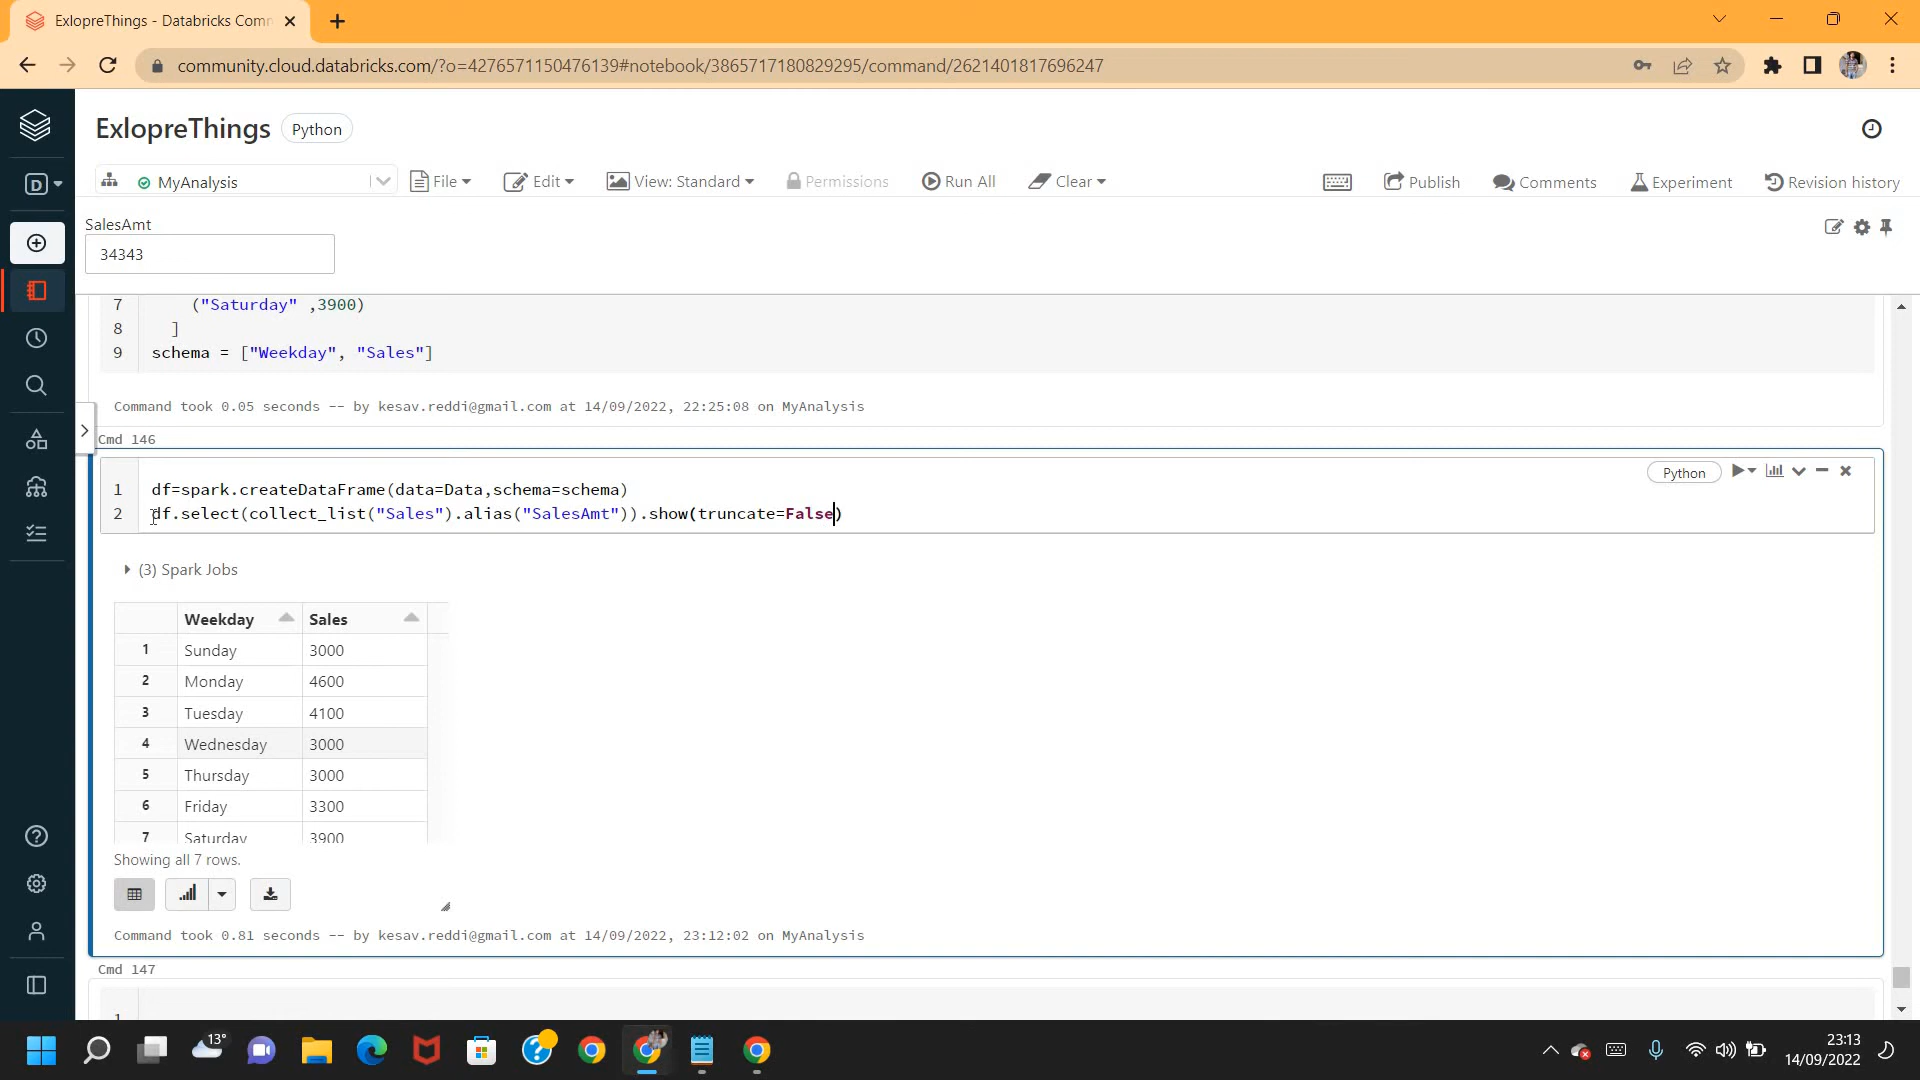 ExlopreThings - Databricks Comm
community.cloud.databricks.com/?o=4276571150476139#notebook/3865717180829295/command/2621401817696247
ExlopreThings
Python
D
MyAnalysis
File
Edit
View: Standard
Permissions
Run All
Clear
Publish
Comments
Experiment
Revision history
SalesAmt
34343
7 ("Saturday" ,3900)
8 ]
9 schema = ["Weekday", "Sales"]
Command took 0.05 seconds -- by kesav.reddi@gmail.com at 14/09/2022, 22:25:08 on MyAnalysis
Cmd 146
Python
1 df=spark.createDataFrame(data=Data,schema=schema)
2 df.select(collect_list("Sales").alias("SalesAmt")).show(truncate=False)
(3) Spark Jobs
Weekday Sales
1 Sunday 3000
2 Monday 4600
3 Tuesday 4100
4 Wednesday 3000
5 Thursday 3000
6 Friday 3300
7 Saturday 3900
Showing all 7 rows.
Command took 0.81 seconds -- by kesav.reddi@gmail.com at 14/09/2022, 23:12:02 on MyAnalysis
Cmd 147
1
13°
23:13
14/09/2022